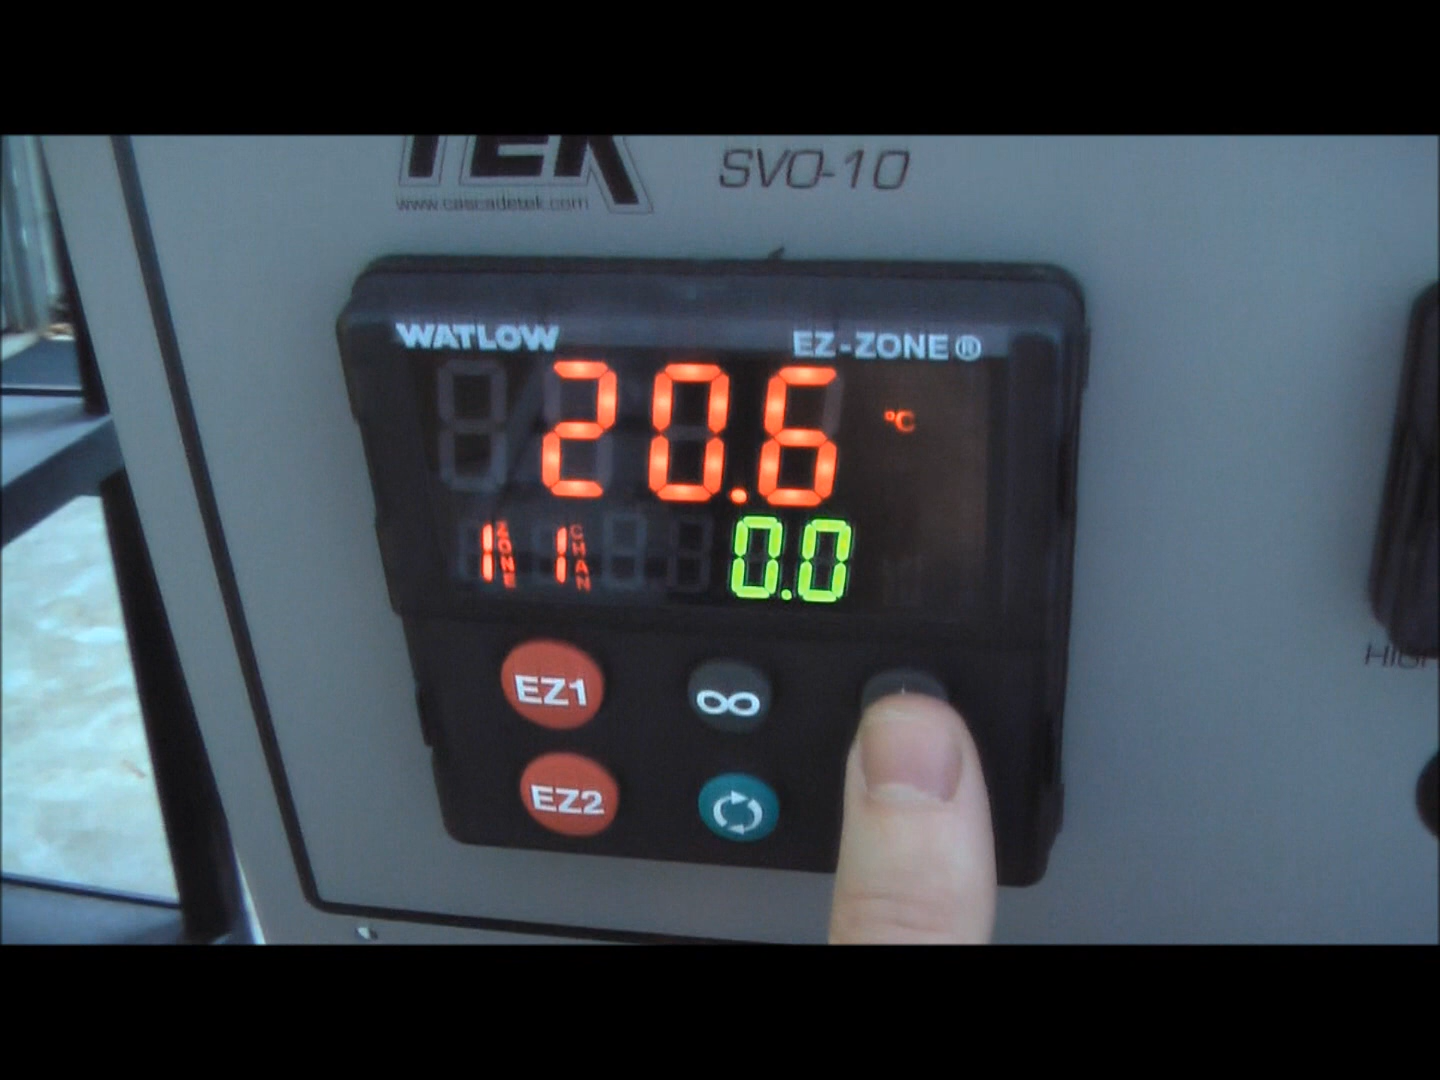 TEK
SVO-10
www.cascadetek.com
WATLOW
EZ-ZONE®
20.6 °C
1 ZONE 1 CHAN 0.0
EZ1
EZ2